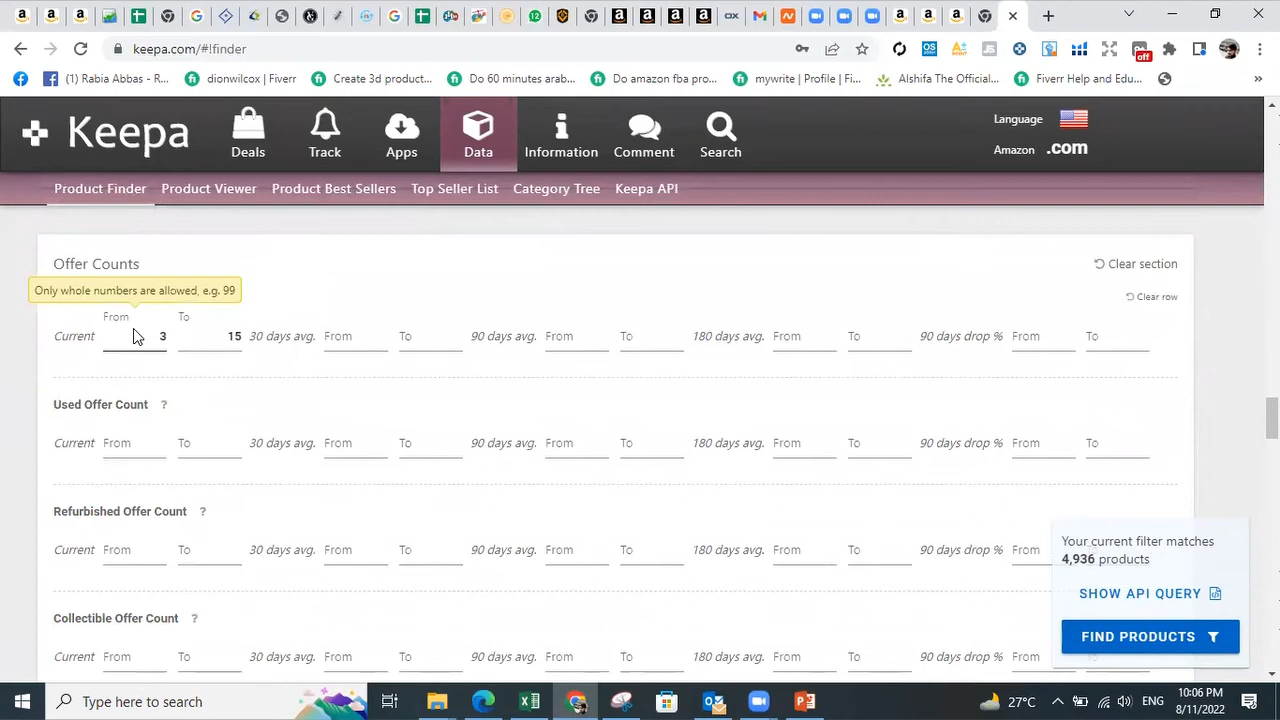 keepa.com/#!finder
off
(1) Rabia Abbas - R...
dionwilcox | Fiverr
Create 3d product...
Do 60 minutes arab...
Do amazon fba pro...
mywrite | Profile | Fi...
Alshifa The Official...
Fiverr Help and Edu...
Keepa
Deals
Track
Apps
Data
Information
Comment
Search
Language
Amazon .com
Product Finder Product Viewer Product Best Sellers Top Seller List Category Tree Keepa API
Offer Counts
Clear section
Only whole numbers are allowed, e.g. 99
Clear row
From To
Current 3 15 30 days avg. From To 90 days avg. From To 180 days avg. From To 90 days drop % From To
Used Offer Count ?
Current From To 30 days avg. From To 90 days avg. From To 180 days avg. From To 90 days drop % From To
Refurbished Offer Count ?
Current From To 30 days avg. From To 90 days avg. From To 180 days avg. From To 90 days drop % From
Collectible Offer Count ?
Current From To 30 days avg. From To 90 days avg. From To 180 days avg. From To 90 days drop % From To
Your current filter matches
4,936 products
SHOW API QUERY
FIND PRODUCTS
Type here to search
27°C
ENG
10:06 PM
8/11/2022